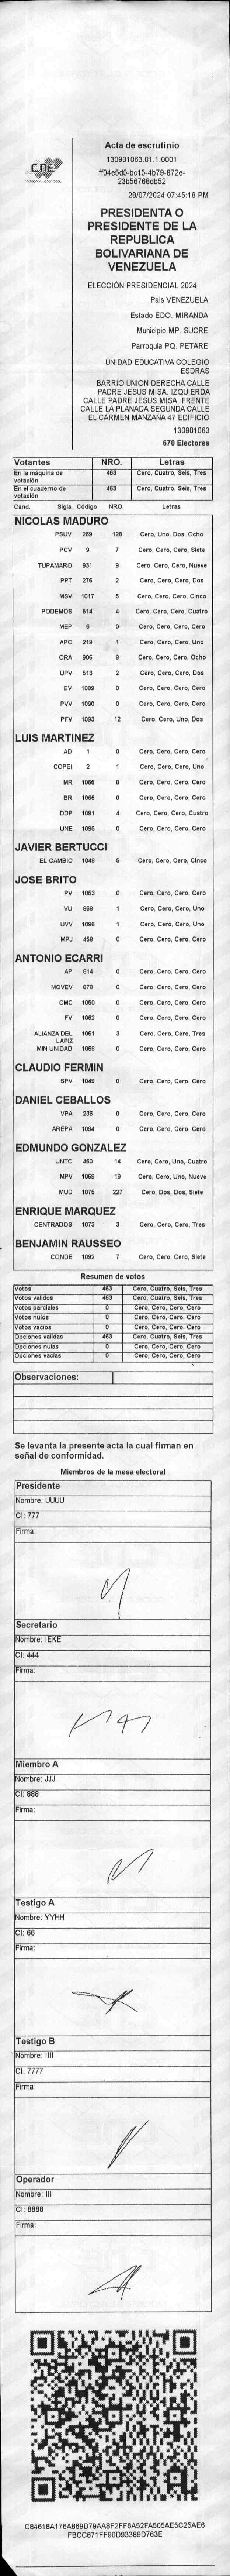 CNE
Acta de escrutinio
130901063.01.1.0001
ff04e5d5-bc15-4b79-872e-
23b56768db52
28/07/2024 07:45:18 PM
PRESIDENTA O
PRESIDENTE DE LA
REPUBLICA
BOLIVARIANA DE
VENEZUELA
ELECCIÓN PRESIDENCIAL 2024
País VENEZUELA
Estado EDO. MIRANDA
Municipio MP. SUCRE
Parroquia PQ. PETARE
UNIDAD EDUCATIVA COLEGIO
ESDRAS
BARRIO UNION DERECHA CALLE
PADRE JESUS MISA. IZQUIERDA
CALLE PADRE JESUS MISA. FRENTE
CALLE LA PLANADA SEGUNDA CALLE
EL CARMEN MANZANA 47 EDIFICIO
130901063
670 Electores
Votantes NRO. Letras
En la máquina de votación 463 Cero, Cuatro, Seis, Tres
En el cuaderno de votación 463 Cero, Cuatro, Seis, Tres
Cand. Sigla Código NRO. Letras
NICOLAS MADURO
PSUV 269 128 Cero, Uno, Dos, Ocho
PCV 9 7 Cero, Cero, Cero, Siete
TUPAMARO 931 9 Cero, Cero, Cero, Nueve
PPT 276 2 Cero, Cero, Cero, Dos
MSV 1017 5 Cero, Cero, Cero, Cinco
PODEMOS 514 4 Cero, Cero, Cero, Cuatro
MEP 6 0 Cero, Cero, Cero, Cero
APC 219 1 Cero, Cero, Cero, Uno
ORA 906 8 Cero, Cero, Cero, Ocho
UPV 513 2 Cero, Cero, Cero, Dos
EV 1089 0 Cero, Cero, Cero, Cero
PVV 1090 0 Cero, Cero, Cero, Cero
PFV 1093 12 Cero, Cero, Uno, Dos
LUIS MARTINEZ
AD 1 0 Cero, Cero, Cero, Cero
COPEI 2 1 Cero, Cero, Cero, Uno
MR 1065 0 Cero, Cero, Cero, Cero
BR 1066 0 Cero, Cero, Cero, Cero
DDP 1091 4 Cero, Cero, Cero, Cuatro
UNE 1095 0 Cero, Cero, Cero, Cero
JAVIER BERTUCCI
EL CAMBIO 1048 5 Cero, Cero, Cero, Cinco
JOSE BRITO
PV 1053 0 Cero, Cero, Cero, Cero
VU 868 1 Cero, Cero, Cero, Uno
UVV 1096 1 Cero, Cero, Cero, Uno
MPJ 458 0 Cero, Cero, Cero, Cero
ANTONIO ECARRI
AP 814 0 Cero, Cero, Cero, Cero
MOVEV 878 0 Cero, Cero, Cero, Cero
CMC 1050 0 Cero, Cero, Cero, Cero
FV 1062 0 Cero, Cero, Cero, Cero
ALIANZA DEL LAPIZ 1051 3 Cero, Cero, Cero, Tres
MIN UNIDAD 1068 0 Cero, Cero, Cero, Cero
CLAUDIO FERMIN
SPV 1049 0 Cero, Cero, Cero, Cero
DANIEL CEBALLOS
VPA 236 0 Cero, Cero, Cero, Cero
AREPA 1094 0 Cero, Cero, Cero, Cero
EDMUNDO GONZALEZ
UNTC 460 14 Cero, Cero, Uno, Cuatro
MPV 1069 19 Cero, Cero, Uno, Nueve
MUD 1075 227 Cero, Dos, Dos, Siete
ENRIQUE MARQUEZ
CENTRADOS 1073 3 Cero, Cero, Cero, Tres
BENJAMIN RAUSSEO
CONDE 1092 7 Cero, Cero, Cero, Siete
Resumen de votos
Votos 463 Cero, Cuatro, Seis, Tres
Votos validos 463 Cero, Cuatro, Seis, Tres
Votos parciales 0 Cero, Cero, Cero, Cero
Votos nulos 0 Cero, Cero, Cero, Cero
Votos vacios 0 Cero, Cero, Cero, Cero
Opciones validas 463 Cero, Cuatro, Seis, Tres
Opciones nulas 0 Cero, Cero, Cero, Cero
Opciones vacias 0 Cero, Cero, Cero, Cero
Observaciones:
Se levanta la presente acta la cual firman en
señal de conformidad.
Miembros de la mesa electoral
Presidente
Nombre: UUUU
CI: 777
Firma:
Secretario
Nombre: IEKE
CI: 444
Firma:
Miembro A
Nombre: JJJ
CI: 888
Firma:
Testigo A
Nombre: YYHH
CI: 66
Firma:
Testigo B
Nombre: IIII
CI: 7777
Firma:
Operador
Nombre: III
CI: 8888
Firma:
C84618A176A869D79AA8F2FF6A52FA505AE5C25AE6
FBCC671FF90D93389D763E